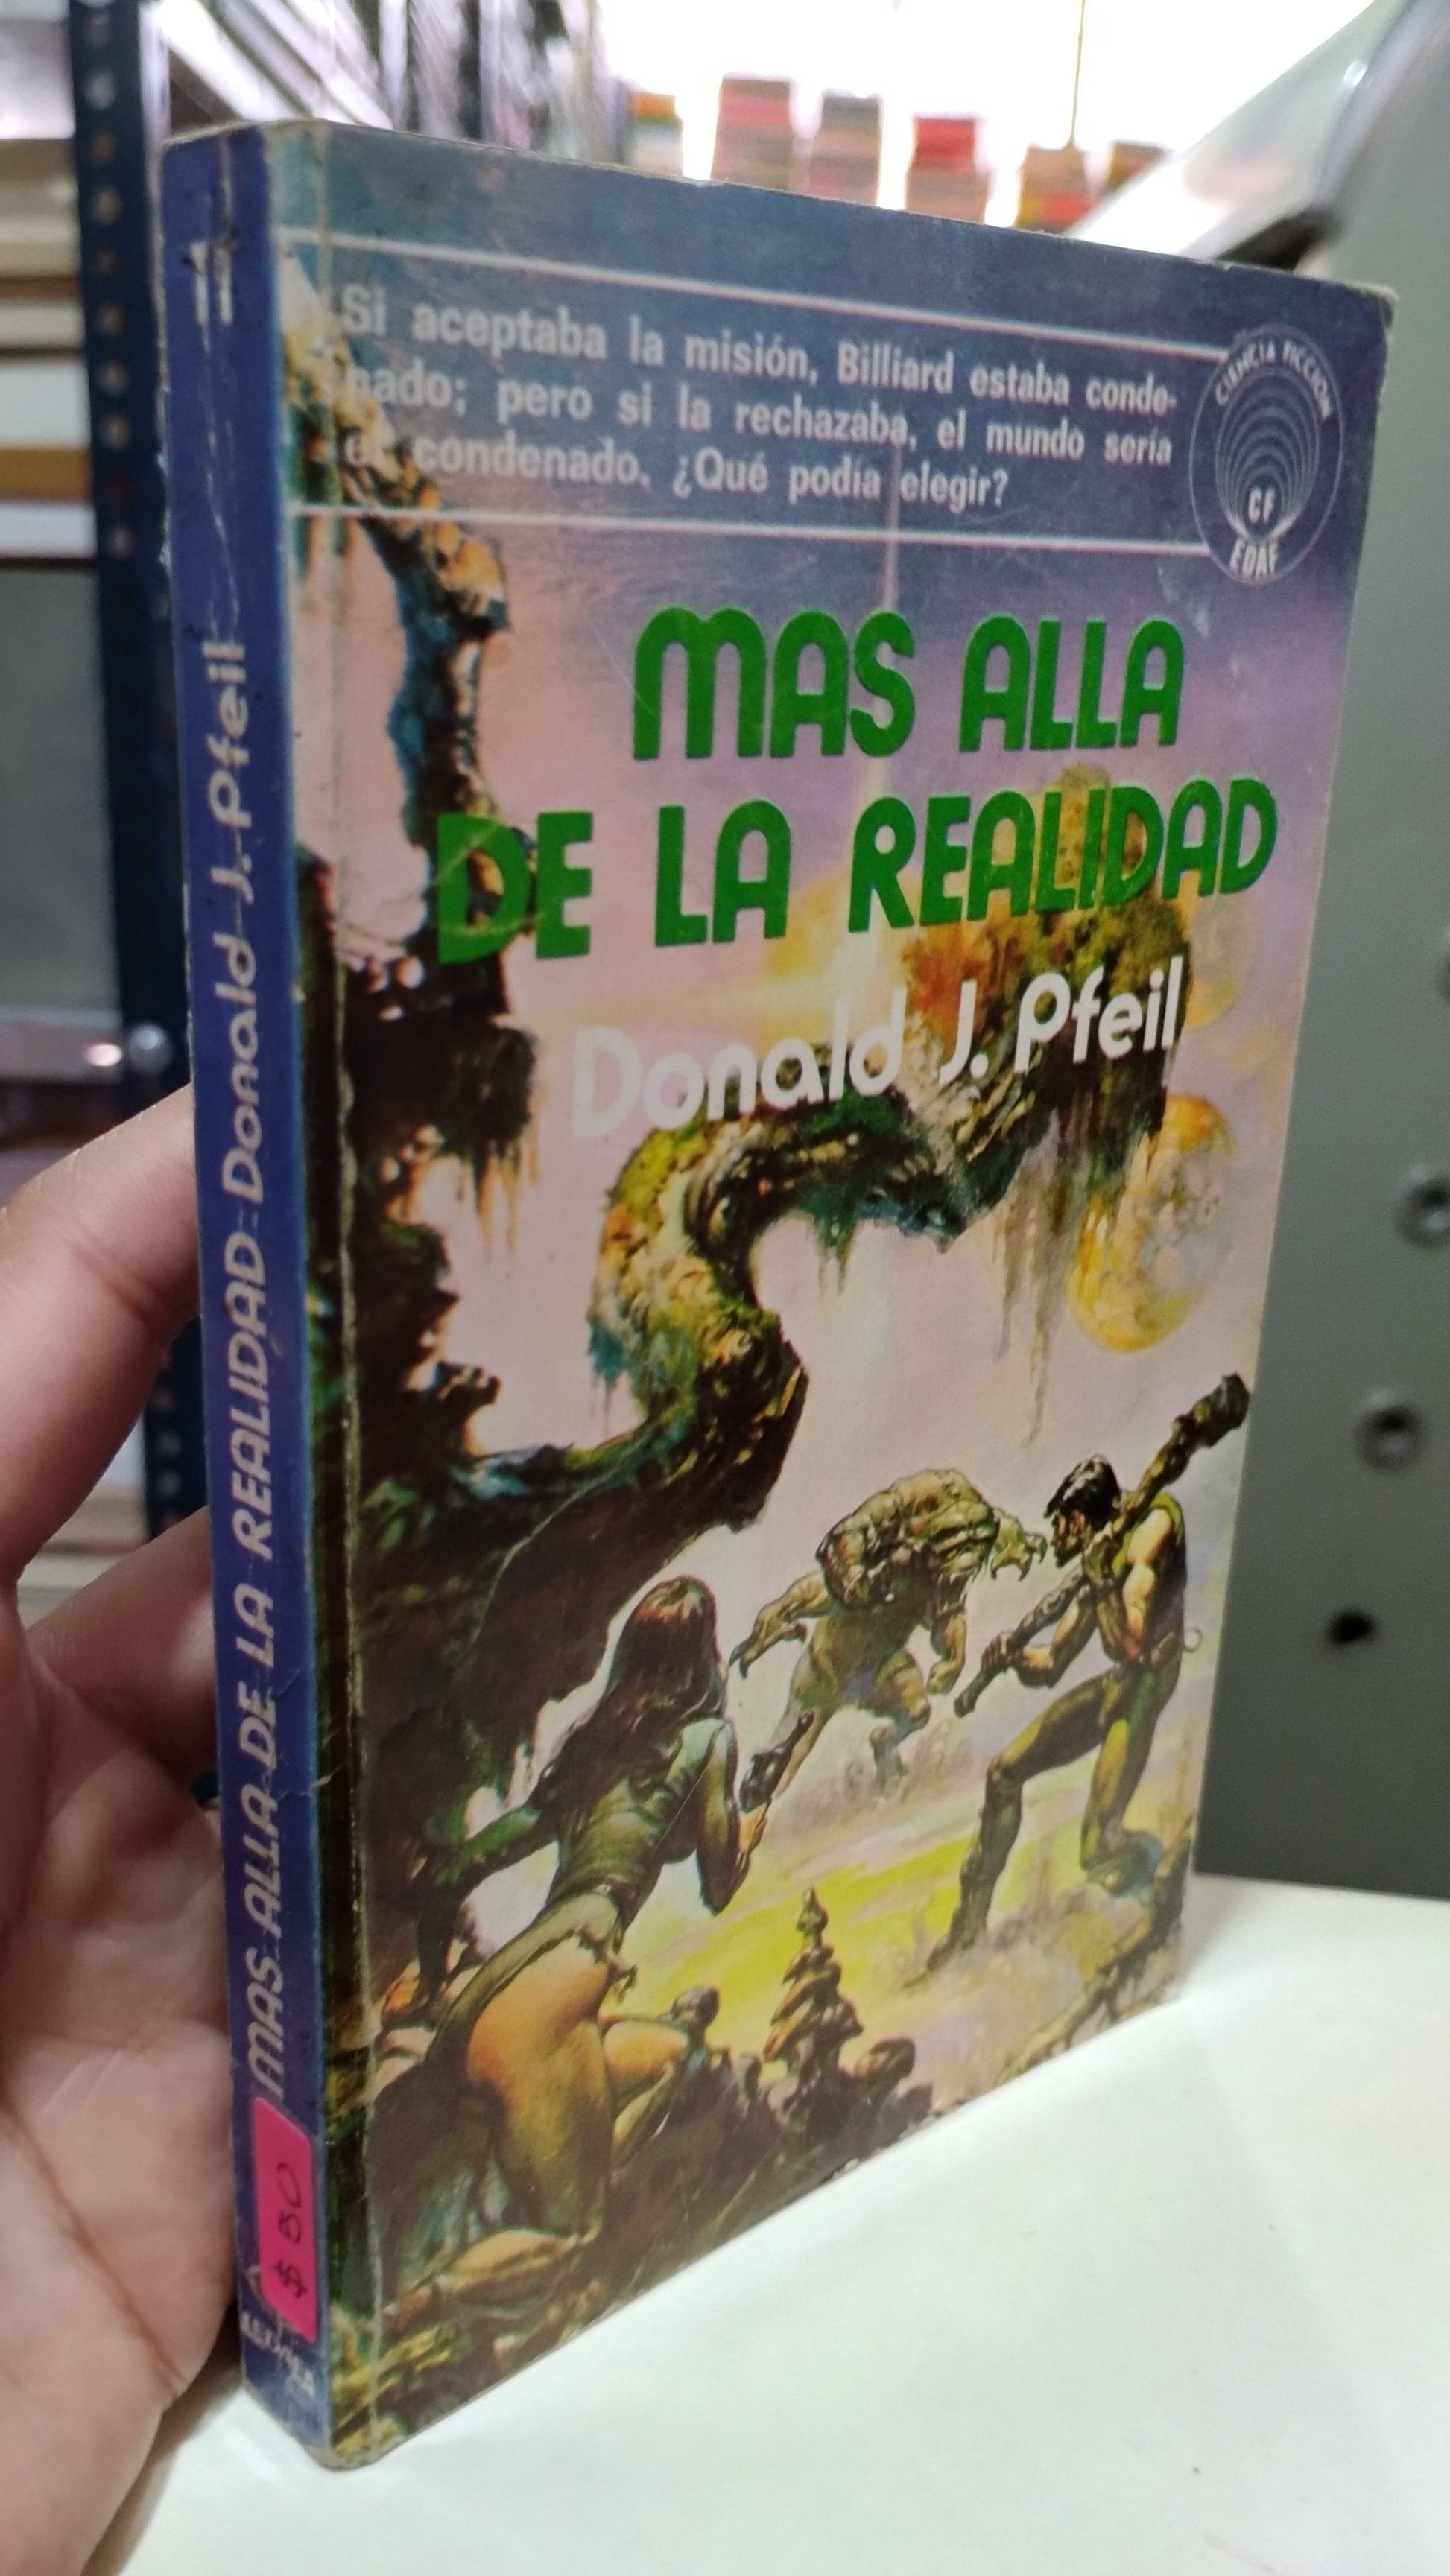 Si aceptaba la misión, Billiard estaba conde-
nado; pero si la rechazaba, el mundo sería
el condenado. ¿Qué podía elegir?
CIENCIA FICCION
CF
EDAF
MAS ALLA
DE LA REALIDAD
Donald J. Pfeil
11
MAS ALLA DE LA REALIDAD-Donald J. Pfeil
$ 50